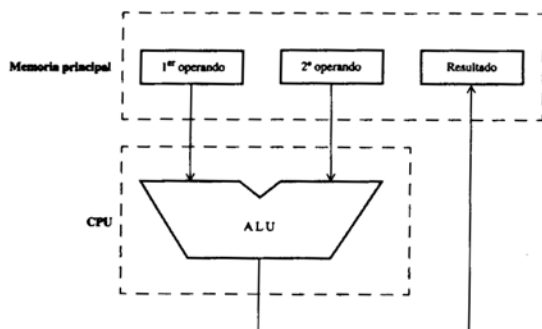 Memoria principal
1er operando
2º operando
Resultado
CPU
ALU